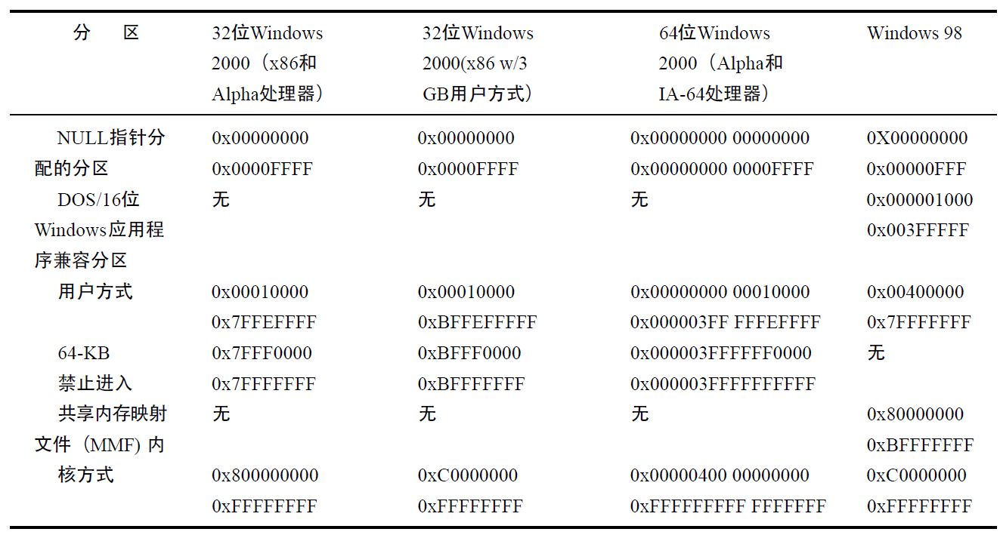 分 区 32位Windows 32位Windows 64位Windows Windows 98
2000（x86和 2000(x86 w/3 2000（Alpha和
Alpha处理器） GB用户方式） IA-64处理器）
NULL指针分 0x00000000 0x00000000 0x00000000 00000000 0X00000000
配的分区 0x0000FFFF 0x0000FFFF 0x00000000 0000FFFF 0x00000FFF
DOS/16位 无 无 无 0x000001000
Windows应用程 0x003FFFFF
序兼容分区
用户方式 0x00010000 0x00010000 0x00000000 00010000 0x00400000
0x7FFEFFFF 0xBFFEFFFFF 0x000003FF FFFEFFFF 0x7FFFFFFF
64-KB 0x7FFF0000 0xBFFF0000 0x000003FFFFFF0000 无
禁止进入 0x7FFFFFFF 0xBFFFFFFF 0x000003FFFFFFFFFF
共享内存映射 无 无 无 0x80000000
文件（MMF) 内 0xBFFFFFFF
核方式 0x800000000 0xC0000000 0x00000400 00000000 0xC0000000
0xFFFFFFFF 0xFFFFFFFF 0xFFFFFFFFF FFFFFFF 0xFFFFFFFF